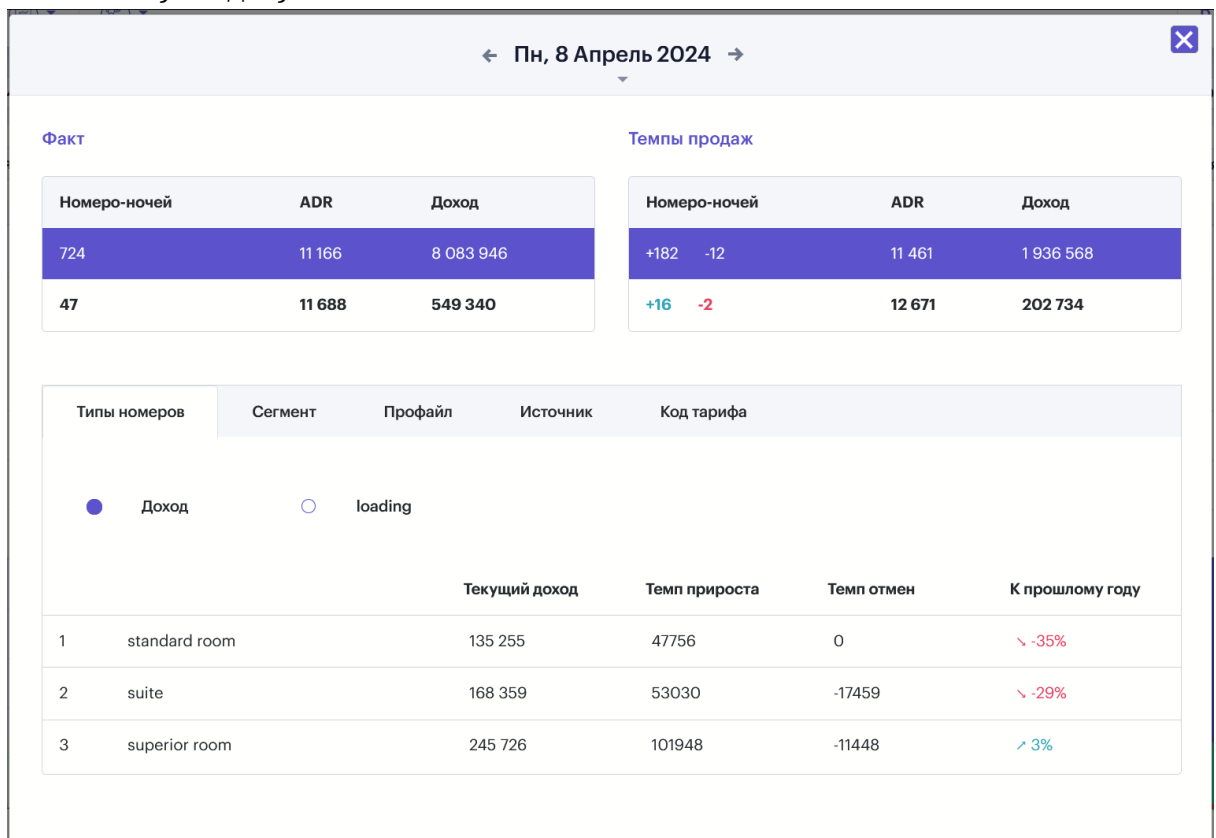 ← Пн, 8 Апрель 2024 →
Факт
Темпы продаж
Номеро-ночей ADR Доход
724 11 166 8 083 946
47 11 688 549 340
Номеро-ночей ADR Доход
+182 -12 11 461 1 936 568
+16 -2 12 671 202 734
Типы номеров Сегмент Профайл Источник Код тарифа
Доход loading
Текущий доход Темп прироста Темп отмен К прошлому году
1 standard room 135 255 47756 0 ↘ -35%
2 suite 168 359 53030 -17459 ↘ -29%
3 superior room 245 726 101948 -11448 ↗ 3%